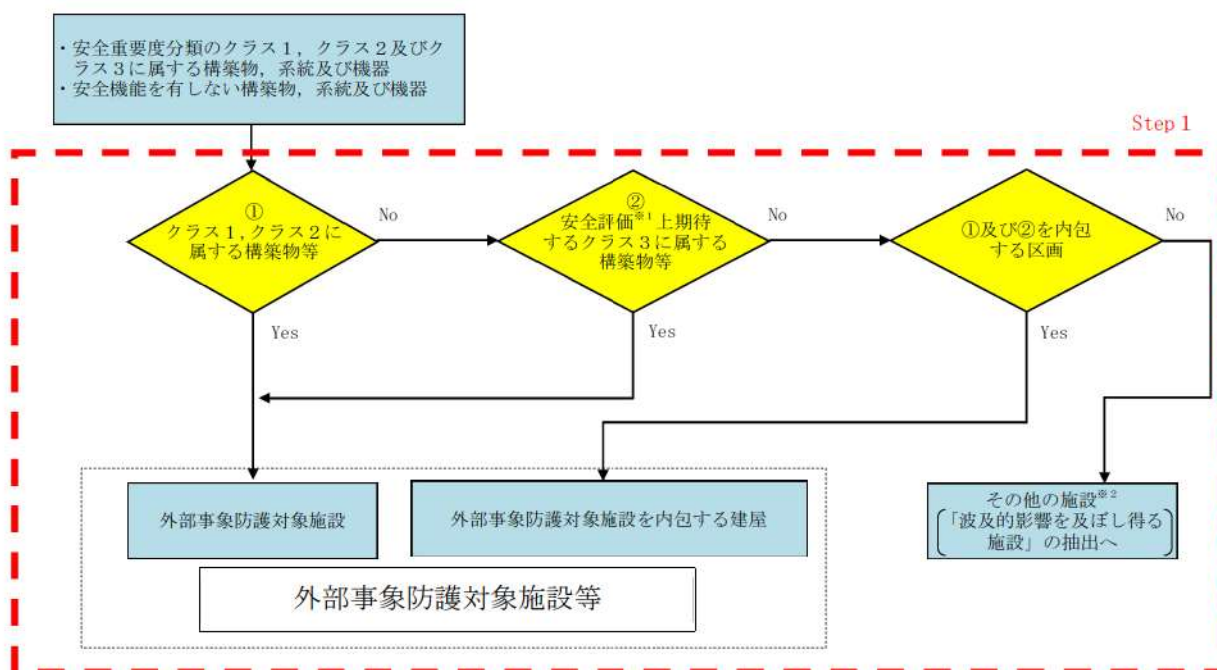 ・安全重要度分類のクラス１，クラス２及びク
ラス３に属する構築物，系統及び機器
・安全機能を有しない構築物，系統及び機器
Step 1
①
クラス１,クラス２に
属する構築物等
No
②
安全評価※1上期待
するクラス３に属する
構築物等
No
①及び②を内包
する区画
No
Yes
Yes
Yes
外部事象防護対象施設
外部事象防護対象施設を内包する建屋
その他の施設※2
「波及的影響を及ぼし得る
施設」の抽出へ
外部事象防護対象施設等